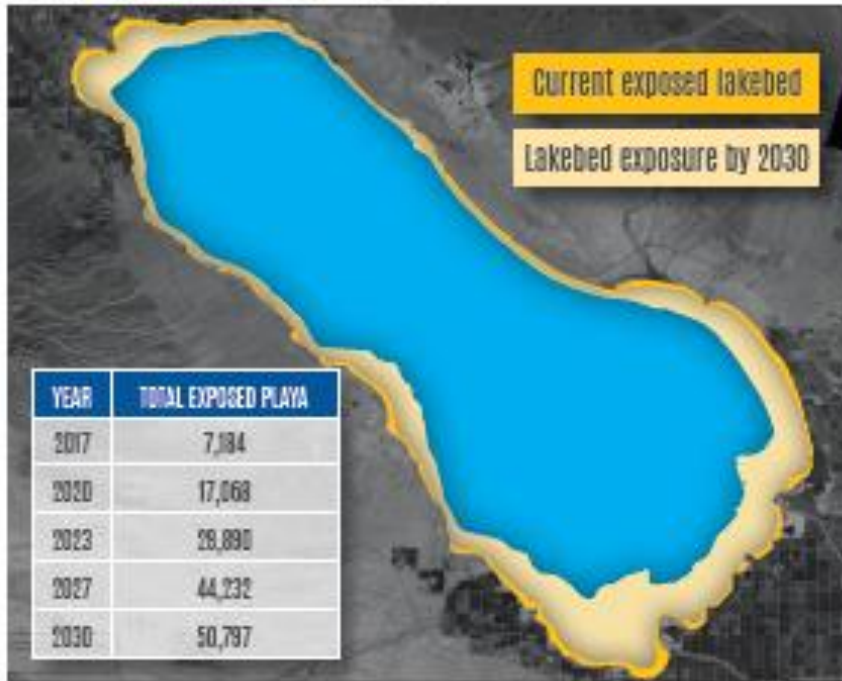 Current exposed lakebed
Lakebed exposure by 2030
YEAR TOTAL EXPOSED PLAYA
2017 7,184
2020 17,068
2023 28,890
2027 44,232
2030 50,797